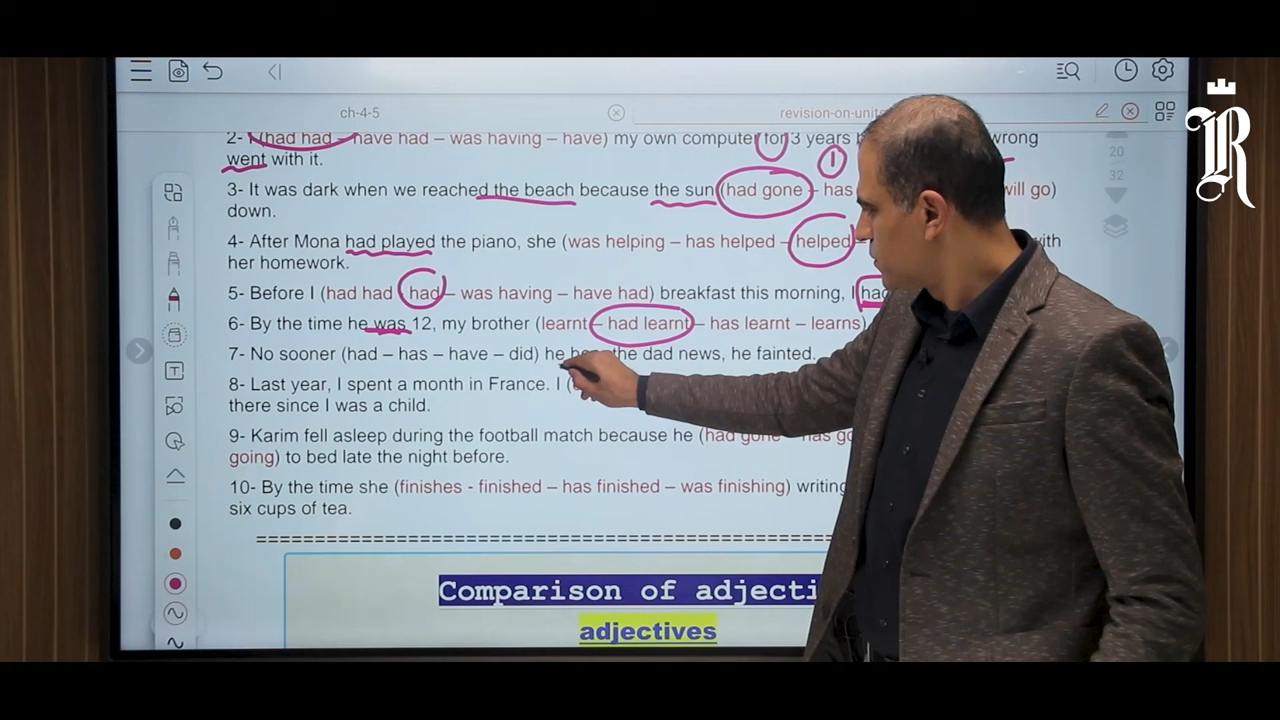 ch-4-5
revision-on-unit
2- I (had had – have had – was having – have) my own computer for 3 years wrong
went with it.
3- It was dark when we reached the beach because the sun (had gone – has will go)
down.
4- After Mona had played the piano, she (was helping – has helped – helped with
her homework.
5- Before I (had had had – was having – have had) breakfast this morning, I had
6- By the time he was 12, my brother (learnt – had learnt – has learnt – learns)
7- No sooner (had – has – have – did) he the dad news, he fainted.
8- Last year, I spent a month in France. I (
there since I was a child.
9- Karim fell asleep during the football match because he (had gone – has
going) to bed late the night before.
10- By the time she (finishes - finished – has finished – was finishing) writing
six cups of tea.
Comparison of adjecti
adjectives
20
32
1
R